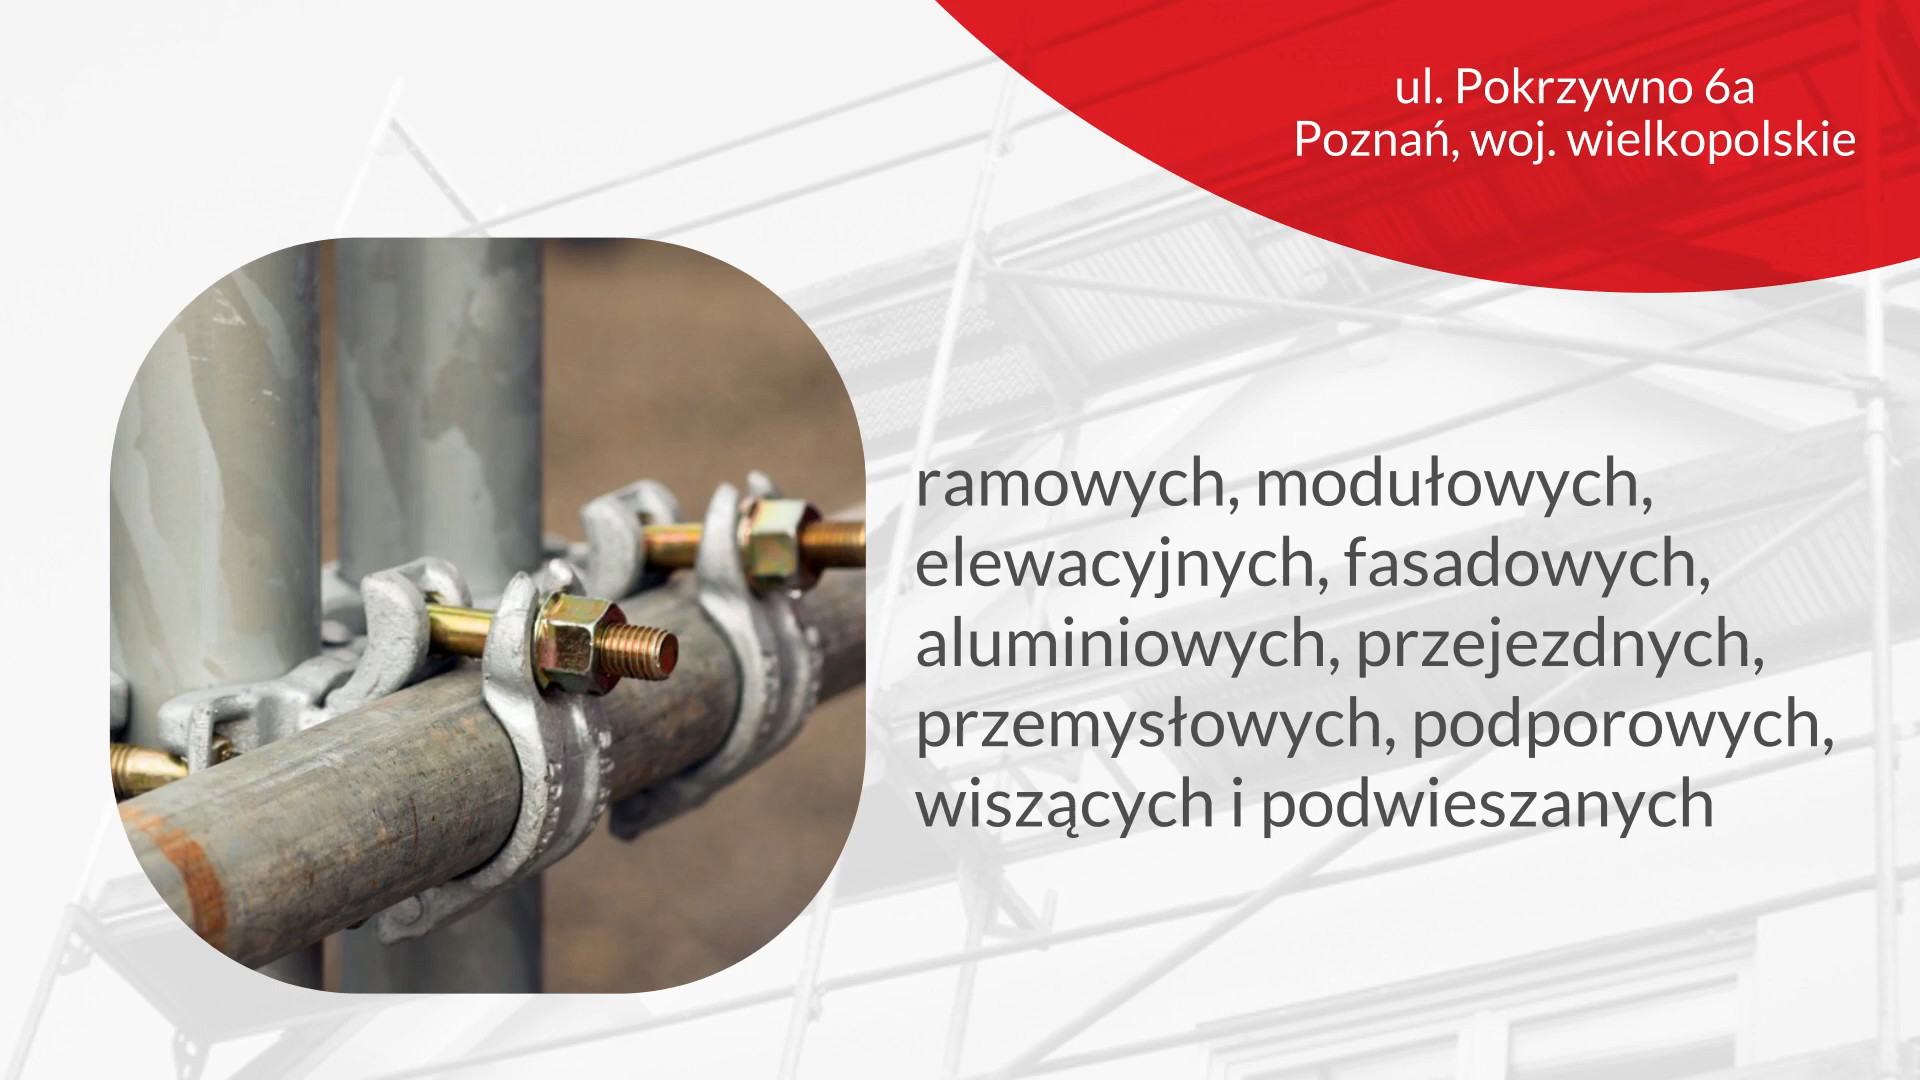 ul. Pokrzywno 6a
Poznań, woj. wielkopolskie
ramowych, modułowych,
elewacyjnych, fasadowych,
aluminiowych, przejezdnych,
przemysłowych, podporowych,
wiszących i podwieszanych